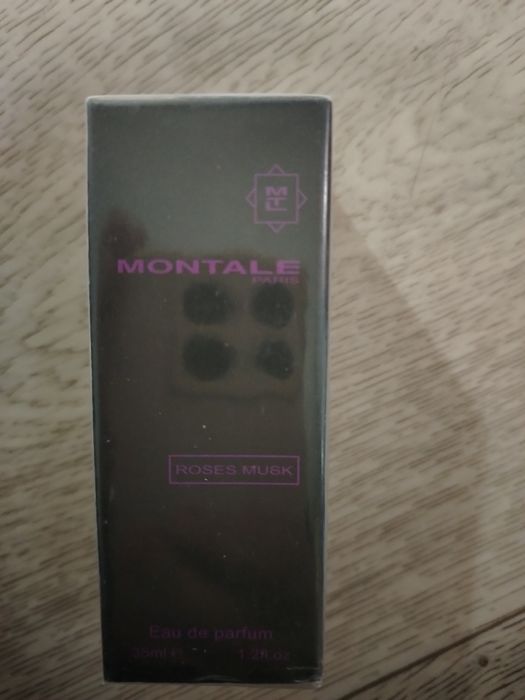 MTL
MONTALE
PARIS
ROSES MUSK
Eau de parfum
35ml ℮ 1.2fl.oz